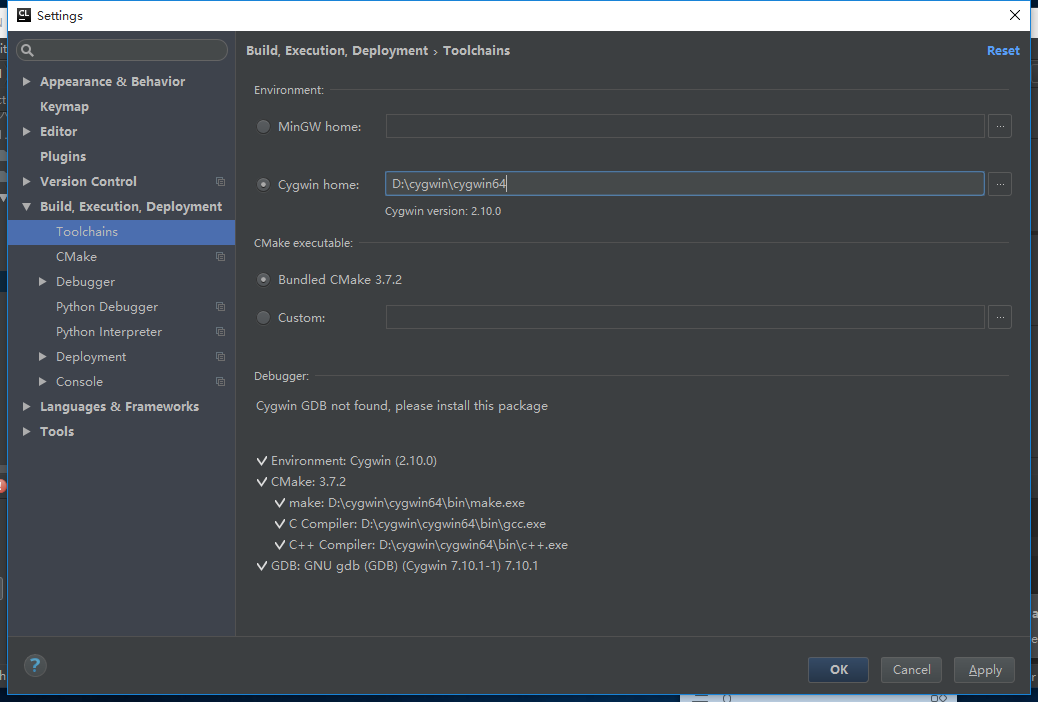 CL Settings
Build, Execution, Deployment › Toolchains
Reset
Appearance & Behavior
Keymap
Editor
Plugins
Version Control
Build, Execution, Deployment
Toolchains
CMake
Debugger
Python Debugger
Python Interpreter
Deployment
Console
Languages & Frameworks
Tools
Environment:
MinGW home:
...
Cygwin home:
D:\cygwin\cygwin64
...
Cygwin version: 2.10.0
CMake executable:
Bundled CMake 3.7.2
Custom:
...
Debugger:
Cygwin GDB not found, please install this package
Environment: Cygwin (2.10.0)
CMake: 3.7.2
make: D:\cygwin\cygwin64\bin\make.exe
C Compiler: D:\cygwin\cygwin64\bin\gcc.exe
C++ Compiler: D:\cygwin\cygwin64\bin\c++.exe
GDB: GNU gdb (GDB) (Cygwin 7.10.1-1) 7.10.1
?
OK
Cancel
Apply